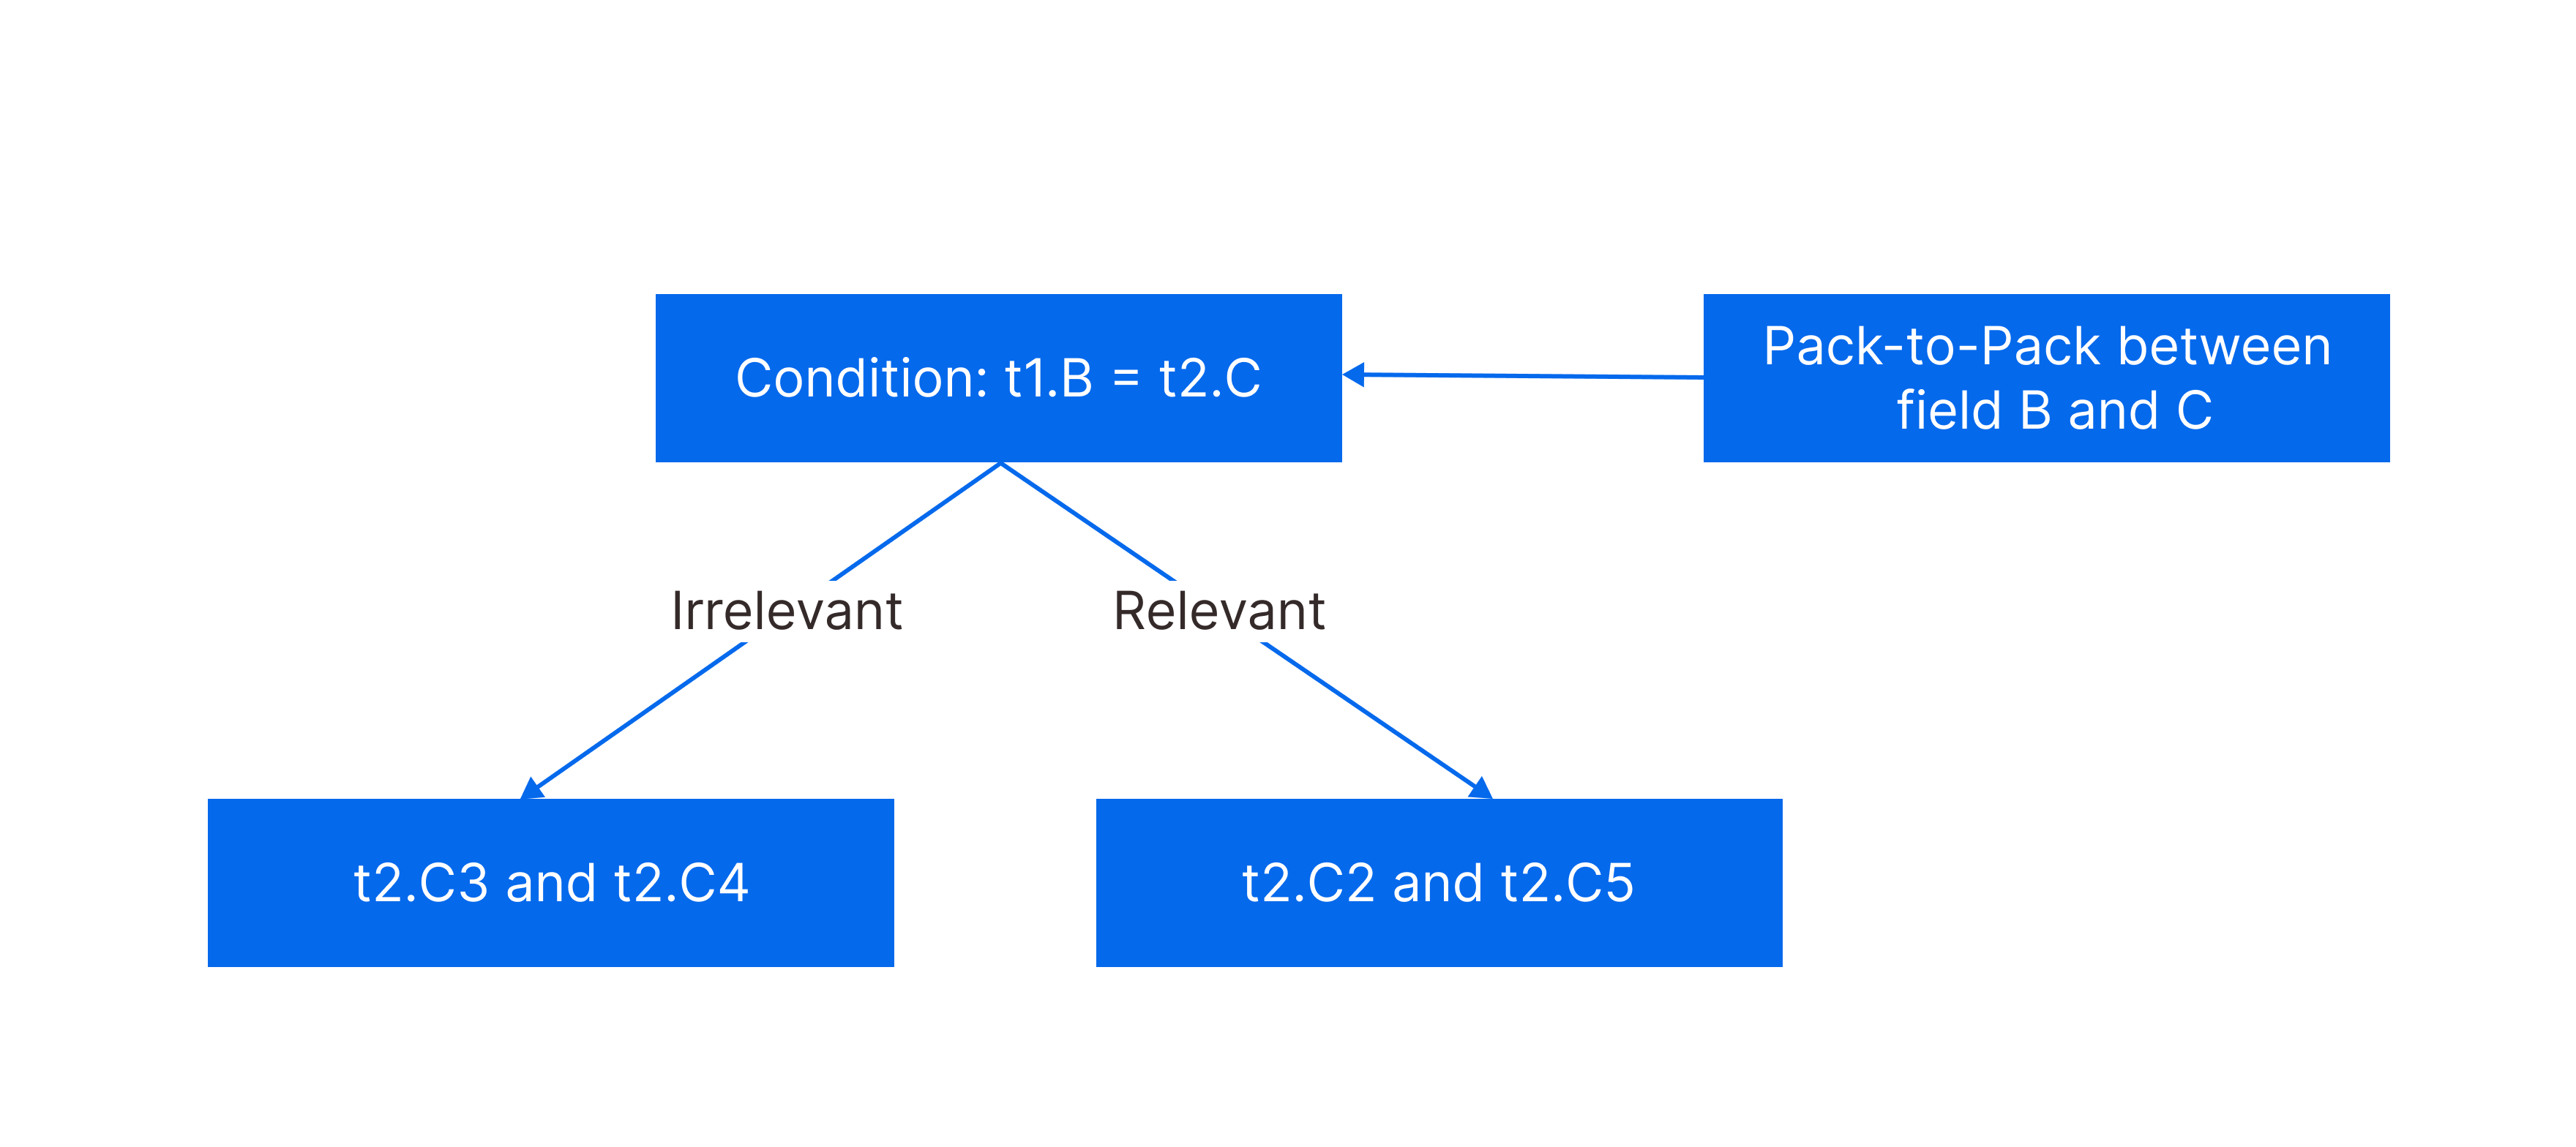 Condition: t1.B = t2.C
Pack-to-Pack between
field B and C
Irrelevant
Relevant
t2.C3 and t2.C4
t2.C2 and t2.C5